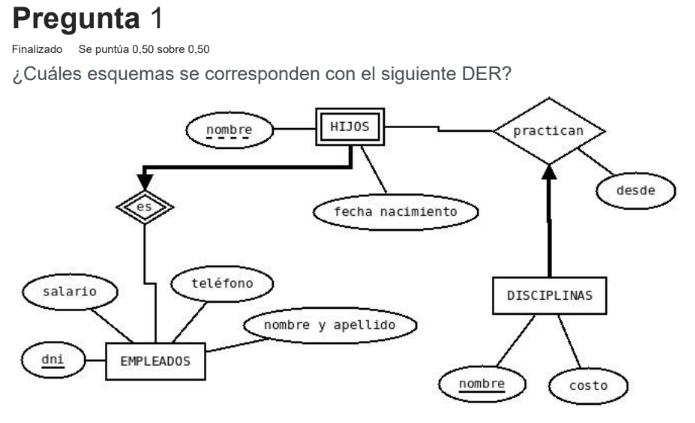 Pregunta 1
Finalizado Se puntúa 0,50 sobre 0,50
¿Cuáles esquemas se corresponden con el siguiente DER?
nombre
HIJOS
practican
desde
es
fecha nacimiento
salario
teléfono
nombre y apellido
DISCIPLINAS
dni
EMPLEADOS
nombre
costo